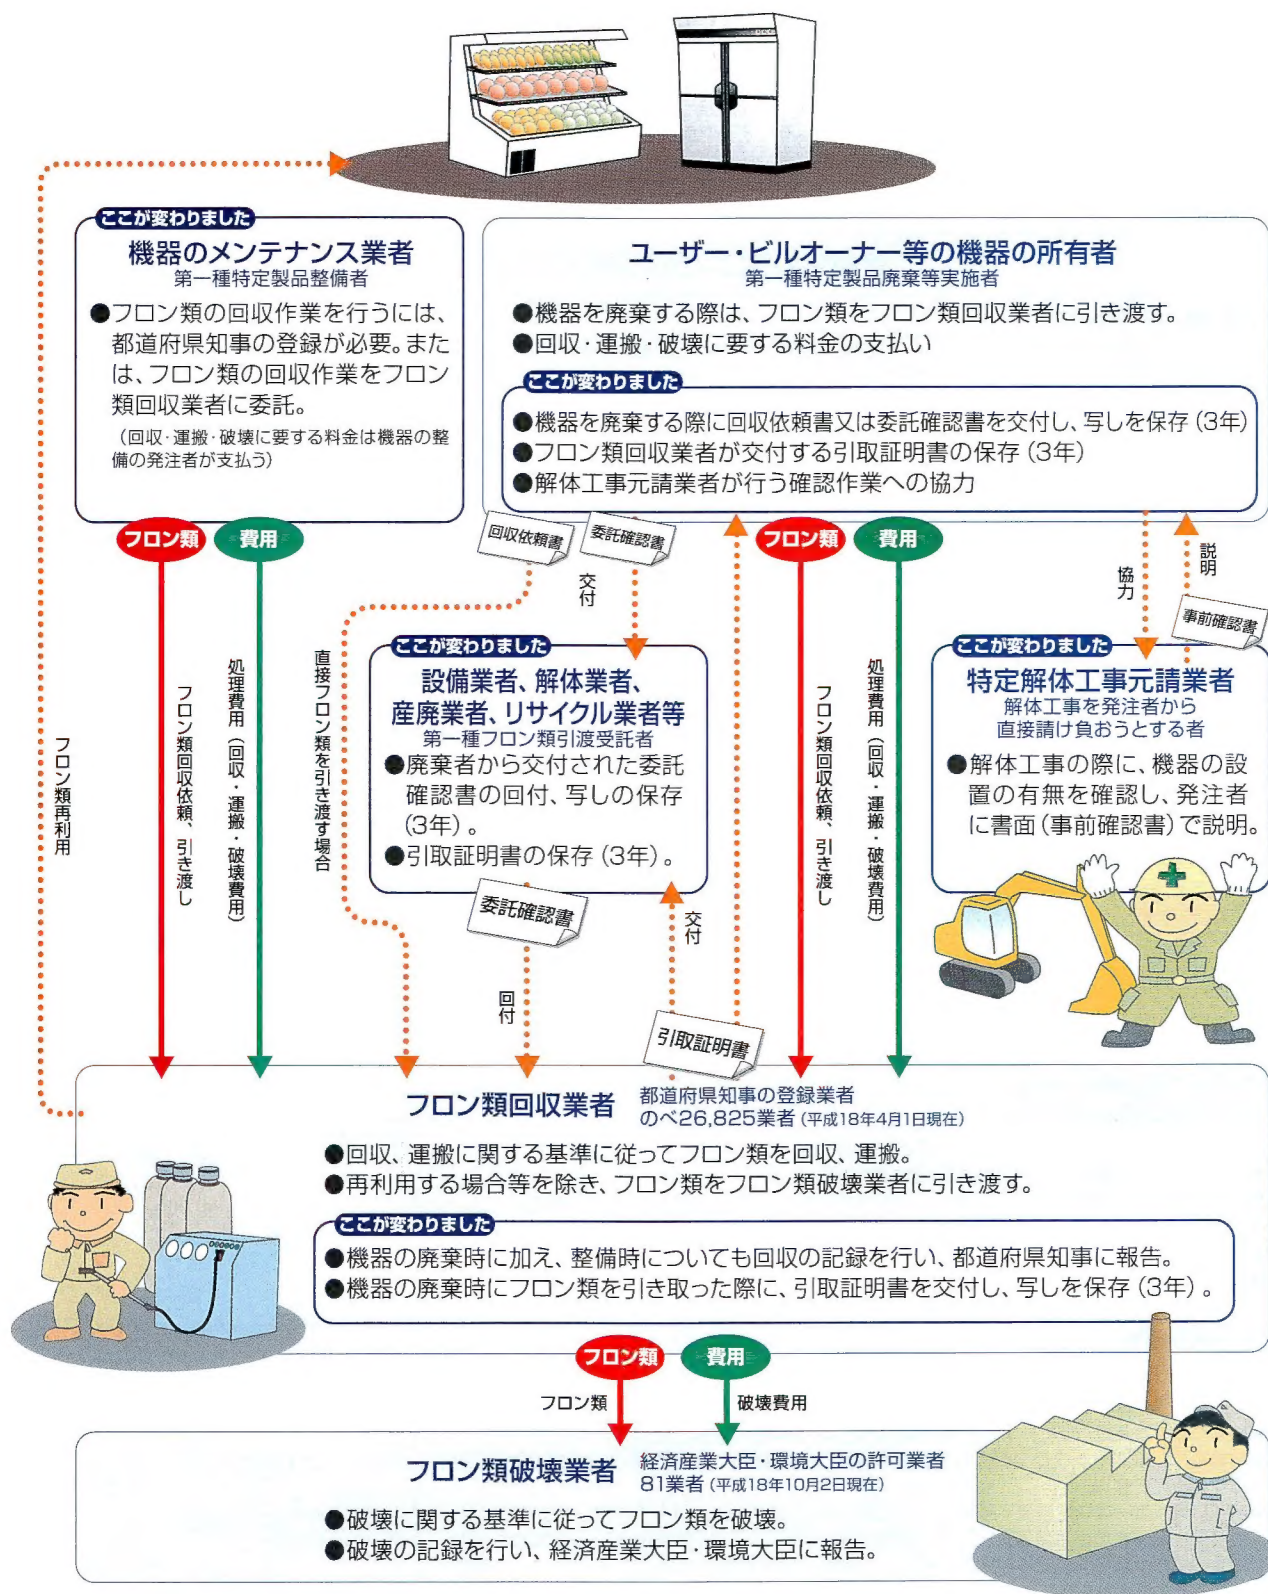 ここが変わりました
機器のメンテナンス業者
第一種特定製品整備者
●フロン類の回収作業を行うには、
都道府県知事の登録が必要。また
は、フロン類の回収作業をフロン
類回収業者に委託。
（回収・運搬・破壊に要する料金は機器の整
備の発注者が支払う）
ユーザー・ビルオーナー等の機器の所有者
第一種特定製品廃棄等実施者
●機器を廃棄する際は、フロン類をフロン類回収業者に引き渡す。
●回収・運搬・破壊に要する料金の支払い
ここが変わりました
●機器を廃棄する際に回収依頼書又は委託確認書を交付し、写しを保存（3年）
●フロン類回収業者が交付する引取証明書の保存（3年）
●解体工事元請業者が行う確認作業への協力
フロン類
費用
回収依頼書
委託確認書
交付
フロン類
費用
協力
説明
事前確認書
フロン類再利用
フロン類回収依頼、引き渡し
処理費用（回収・運搬・破壊費用）
直接フロン類を引き渡す場合
ここが変わりました
設備業者、解体業者、
産廃業者、リサイクル業者等
第一種フロン類引渡受託者
●廃棄者から交付された委託
確認書の回付、写しの保存
（3年）。
●引取証明書の保存（3年）。
委託確認書
回付
交付
引取証明書
フロン類回収依頼、引き渡し
処理費用（回収・運搬・破壊費用）
ここが変わりました
特定解体工事元請業者
解体工事を発注者から
直接請け負おうとする者
●解体工事の際に、機器の設
置の有無を確認し、発注者
に書面（事前確認書）で説明。
フロン類回収業者
都道府県知事の登録業者
のべ26,825業者（平成18年4月1日現在）
●回収、運搬に関する基準に従ってフロン類を回収、運搬。
●再利用する場合等を除き、フロン類をフロン類破壊業者に引き渡す。
ここが変わりました
●機器の廃棄時に加え、整備時についても回収の記録を行い、都道府県知事に報告。
●機器の廃棄時にフロン類を引き取った際に、引取証明書を交付し、写しを保存（3年）。
フロン類
費用
フロン類
破壊費用
フロン類破壊業者
経済産業大臣・環境大臣の許可業者
81業者（平成18年10月2日現在）
●破壊に関する基準に従ってフロン類を破壊。
●破壊の記録を行い、経済産業大臣・環境大臣に報告。